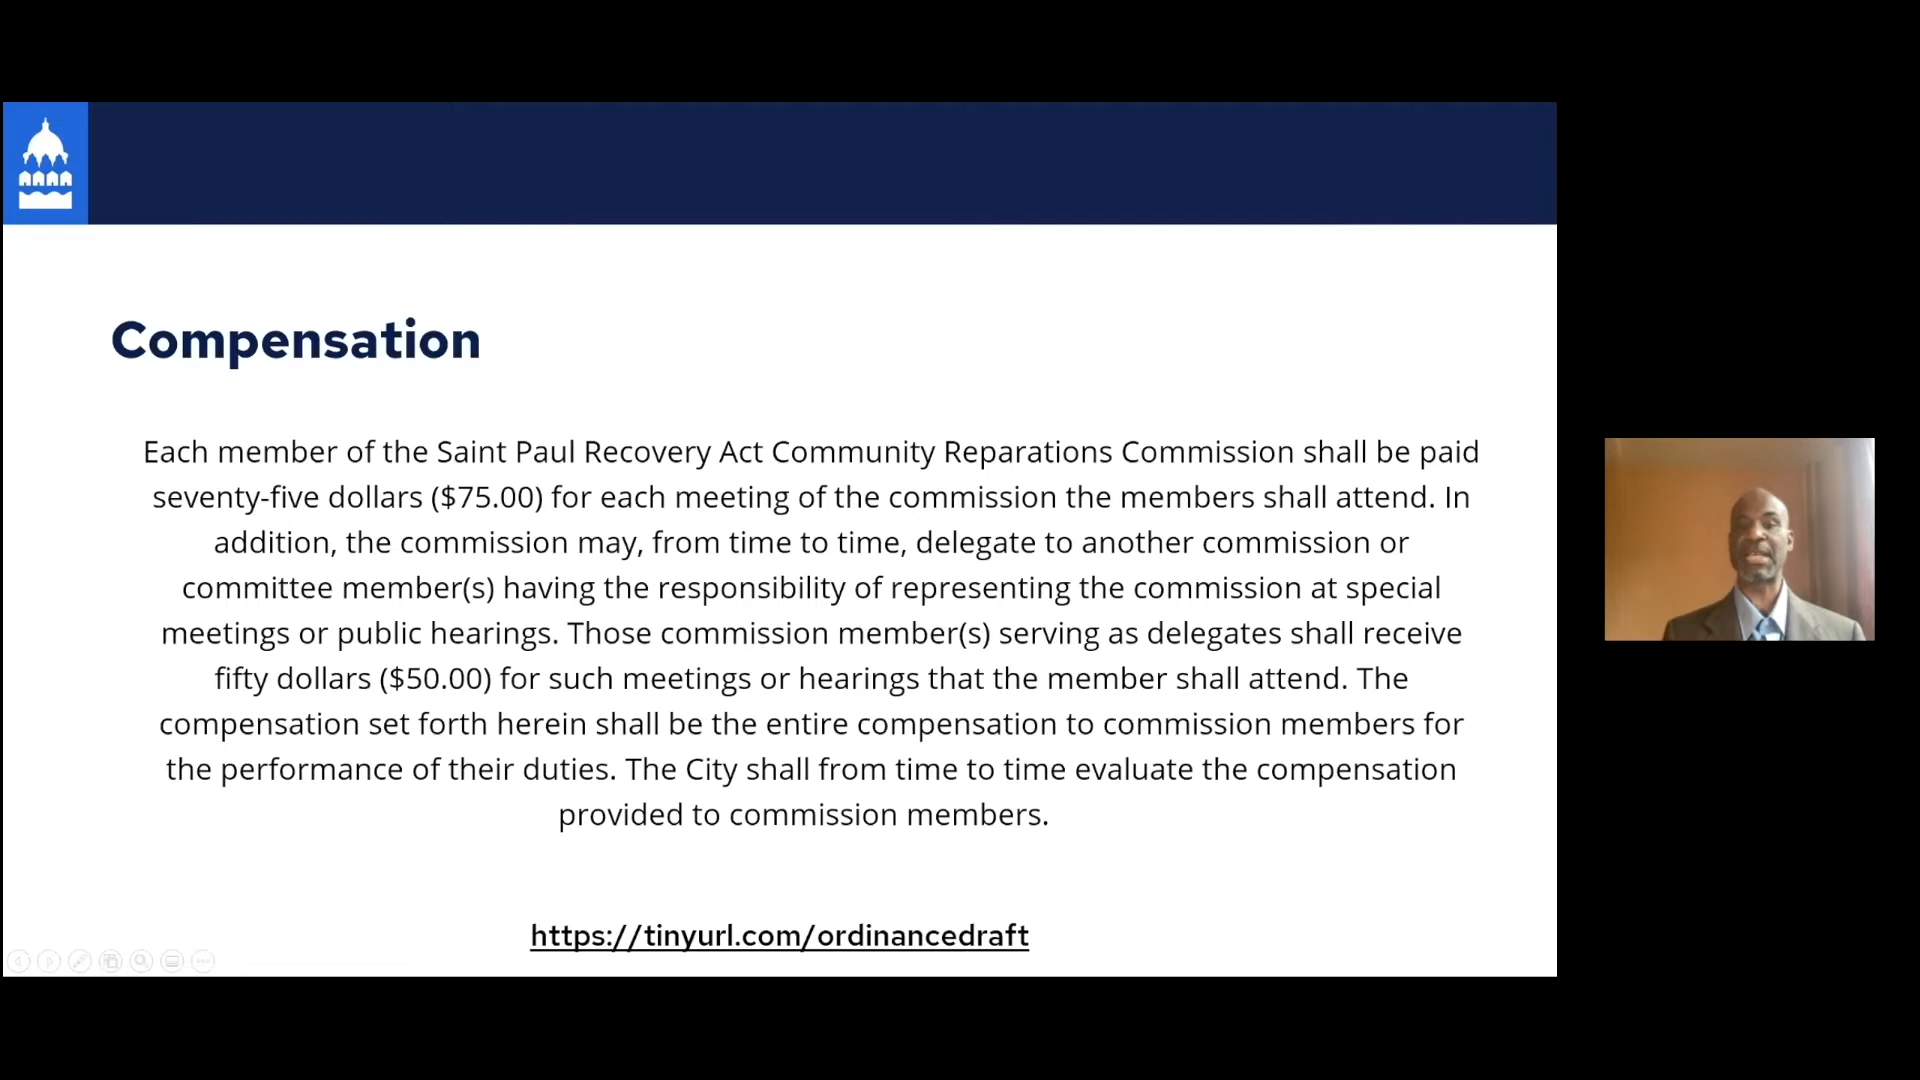 Compensation
Each member of the Saint Paul Recovery Act Community Reparations Commission shall be paid
seventy-five dollars ($75.00) for each meeting of the commission the members shall attend. In
addition, the commission may, from time to time, delegate to another commission or
committee member(s) having the responsibility of representing the commission at special
meetings or public hearings. Those commission member(s) serving as delegates shall receive
fifty dollars ($50.00) for such meetings or hearings that the member shall attend. The
compensation set forth herein shall be the entire compensation to commission members for
the performance of their duties. The City shall from time to time evaluate the compensation
provided to commission members.
https://tinyurl.com/ordinancedraft